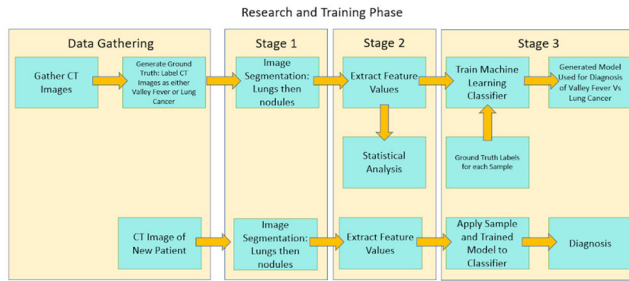 Research and Training Phase
Data Gathering
Stage 1
Stage 2
Stage 3
Gather CT
Images
Generate Ground
Truth: Label CT
Images as either
Valley Fever or Lung
Cancer
Image
Segmentation:
Lungs then
nodules
Extract Feature
Values
Train Machine
Learning
Classifier
Generated Model
Used for Diagnosis
of Valley Fever Vs
Lung Cancer
Statistical
Analysis
Ground Truth Labels
for each Sample
CT Image of
New Patient
Image
Segmentation:
Lungs then
nodules
Extract Feature
Values
Apply Sample
and Trained
Model to
Classifier
Diagnosis